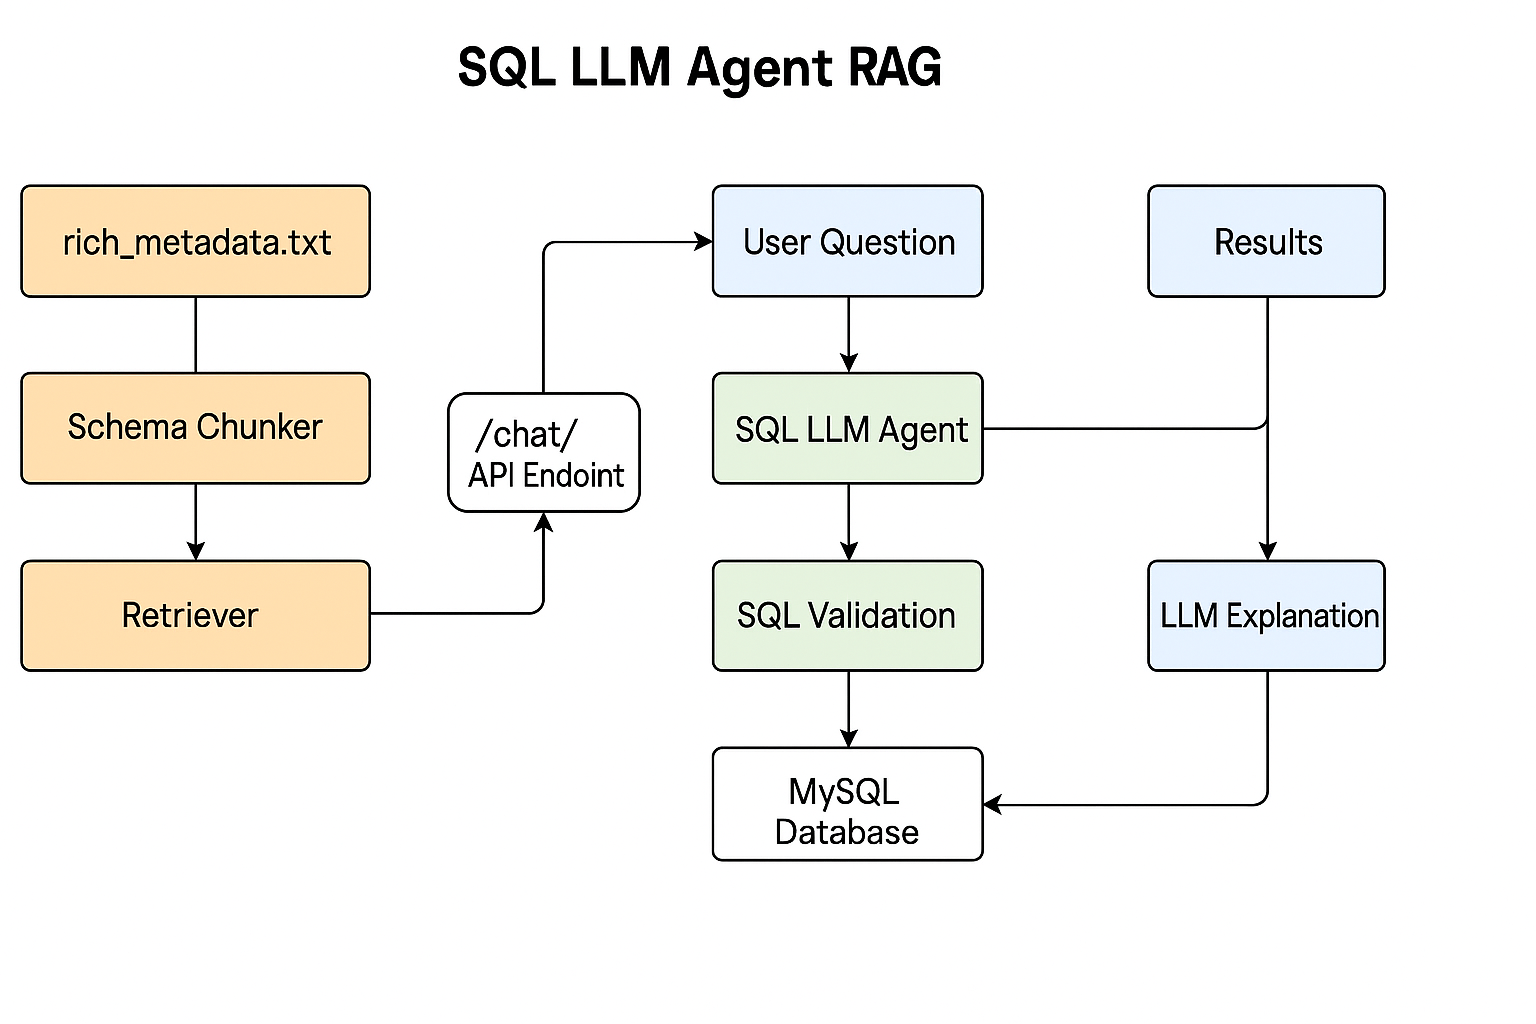 SQL LLM Agent RAG
rich_metadata.txt
Schema Chunker
Retriever
/chat/
API Endoint
User Question
SQL LLM Agent
SQL Validation
MySQL
Database
Results
LLM Explanation